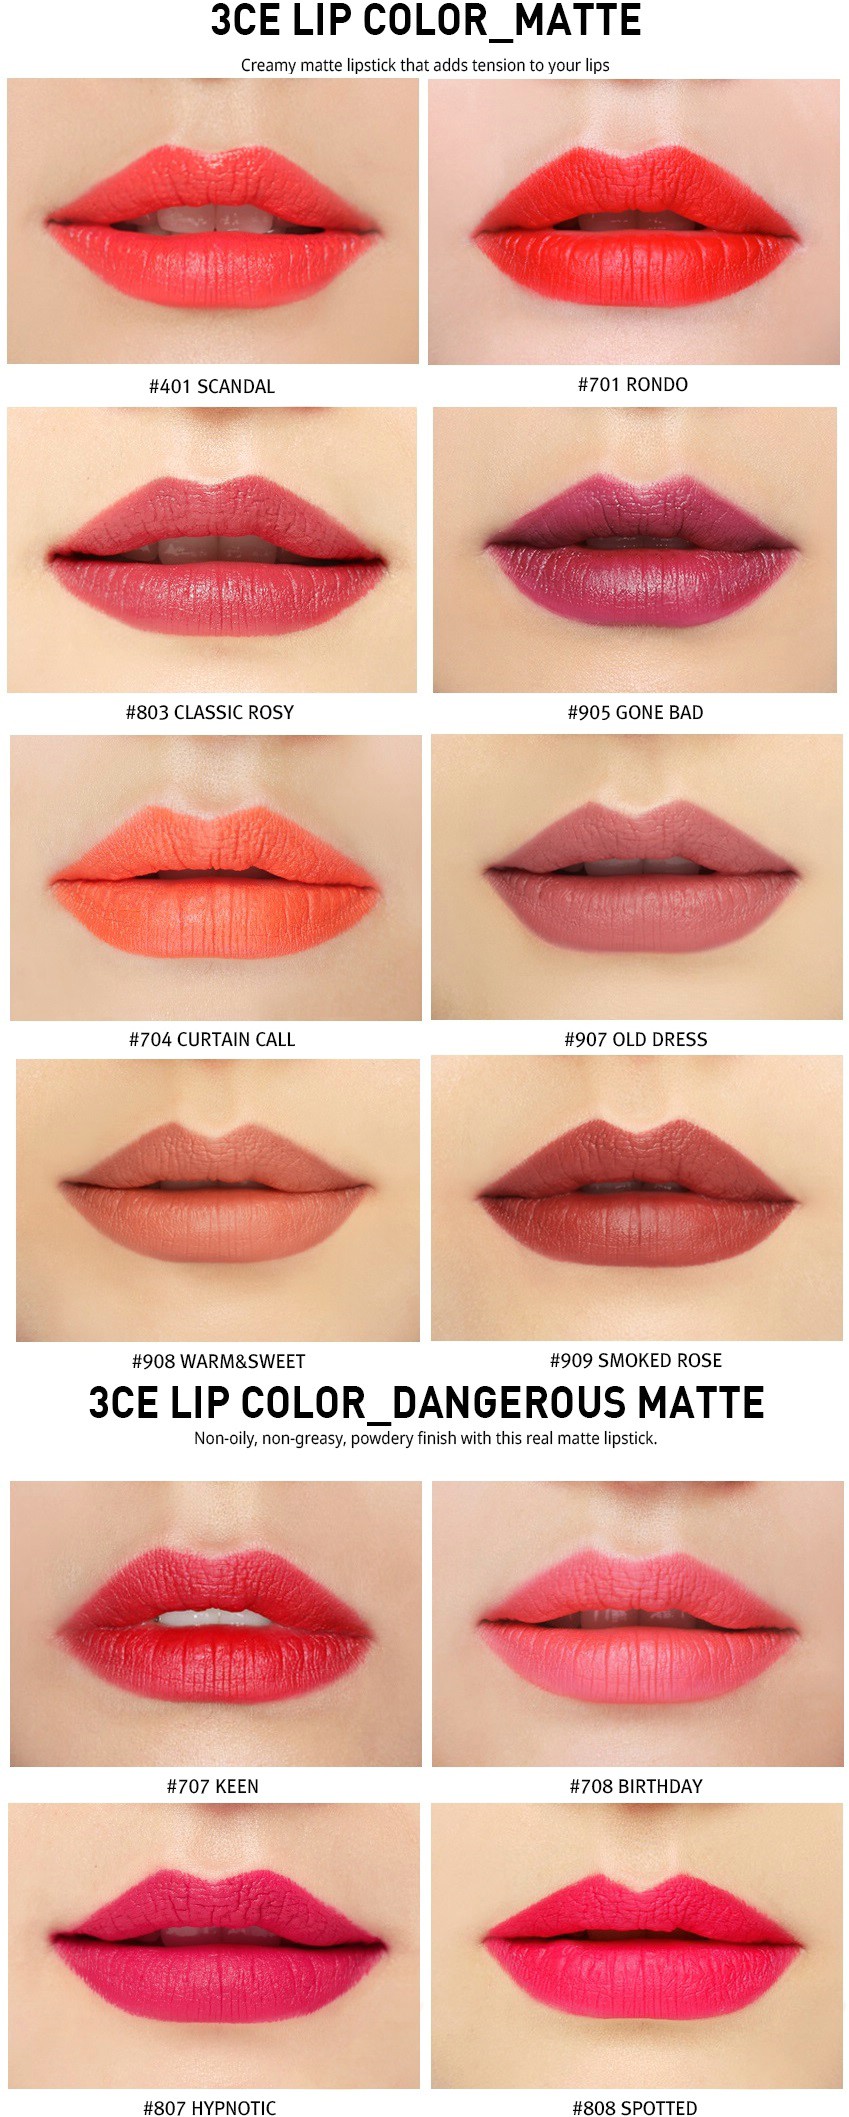 3CE LIP COLOR_MATTE
Creamy matte lipstick that adds tension to your lips
#401 SCANDAL
#701 RONDO
#803 CLASSIC ROSY
#905 GONE BAD
#704 CURTAIN CALL
#907 OLD DRESS
#908 WARM&SWEET
#909 SMOKED ROSE
3CE LIP COLOR_DANGEROUS MATTE
Non-oily, non-greasy, powdery finish with this real matte lipstick.
#707 KEEN
#708 BIRTHDAY
#807 HYPNOTIC
#808 SPOTTED